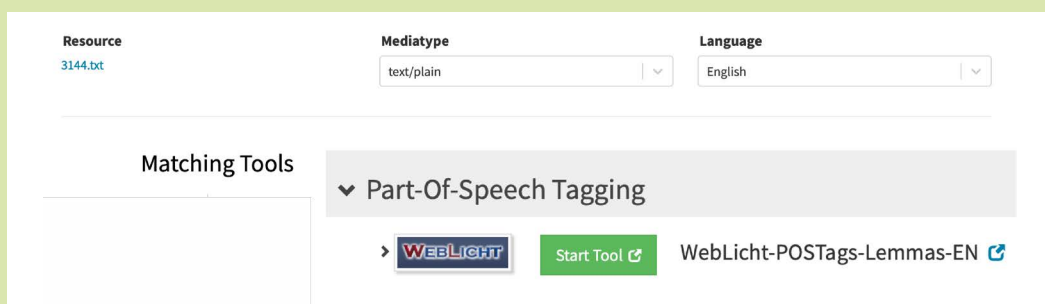 Resource
Mediatype
Language
3144.txt
text/plain
English
Matching Tools
Part-Of-Speech Tagging
WEBLICHT
Start Tool
WebLicht-POSTags-Lemmas-EN